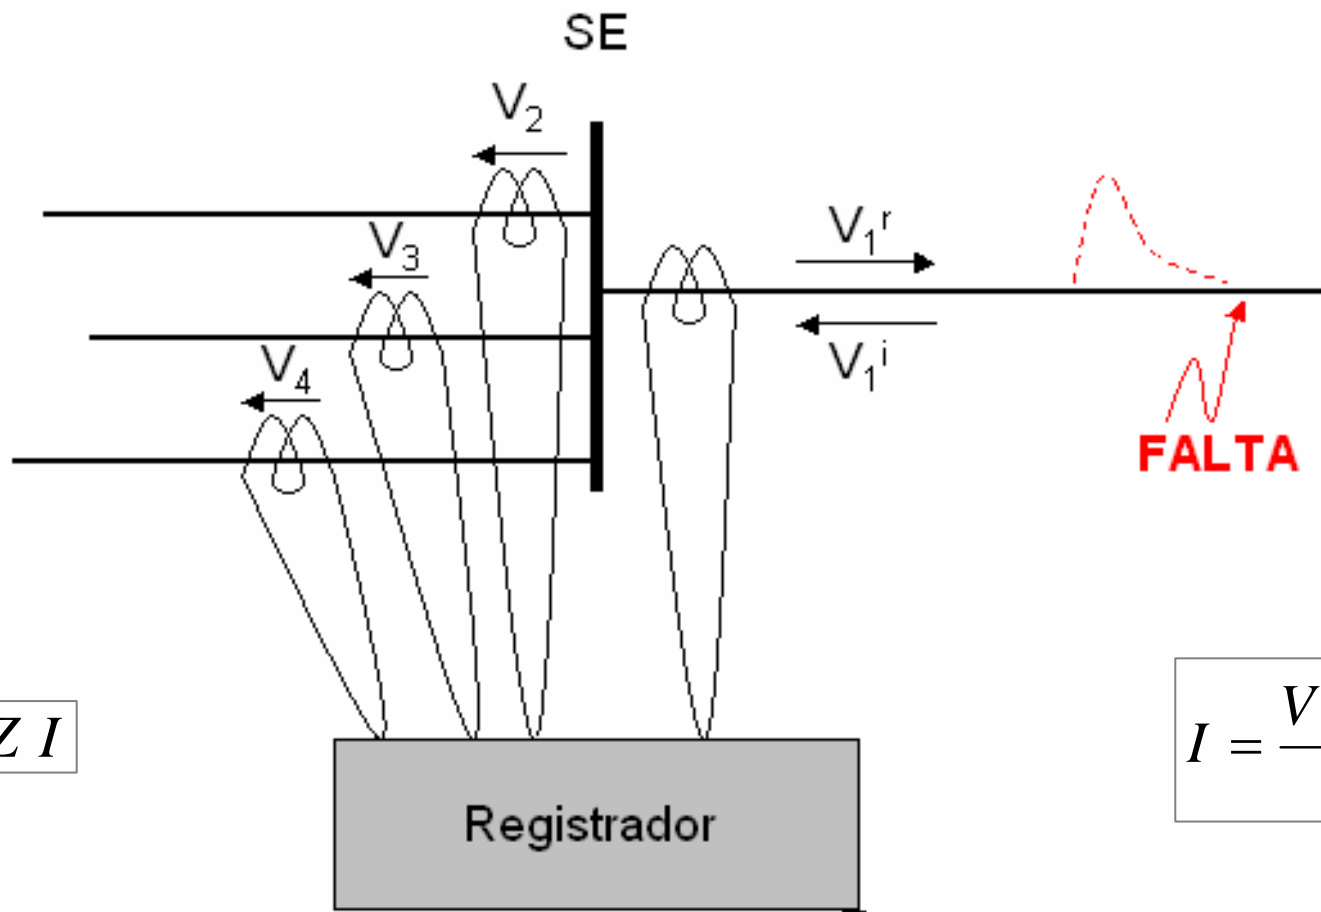 SE
V₂
V₁ʳ
V₃
V₁ⁱ
V₄
FALTA
Z I
I = V
Registrador